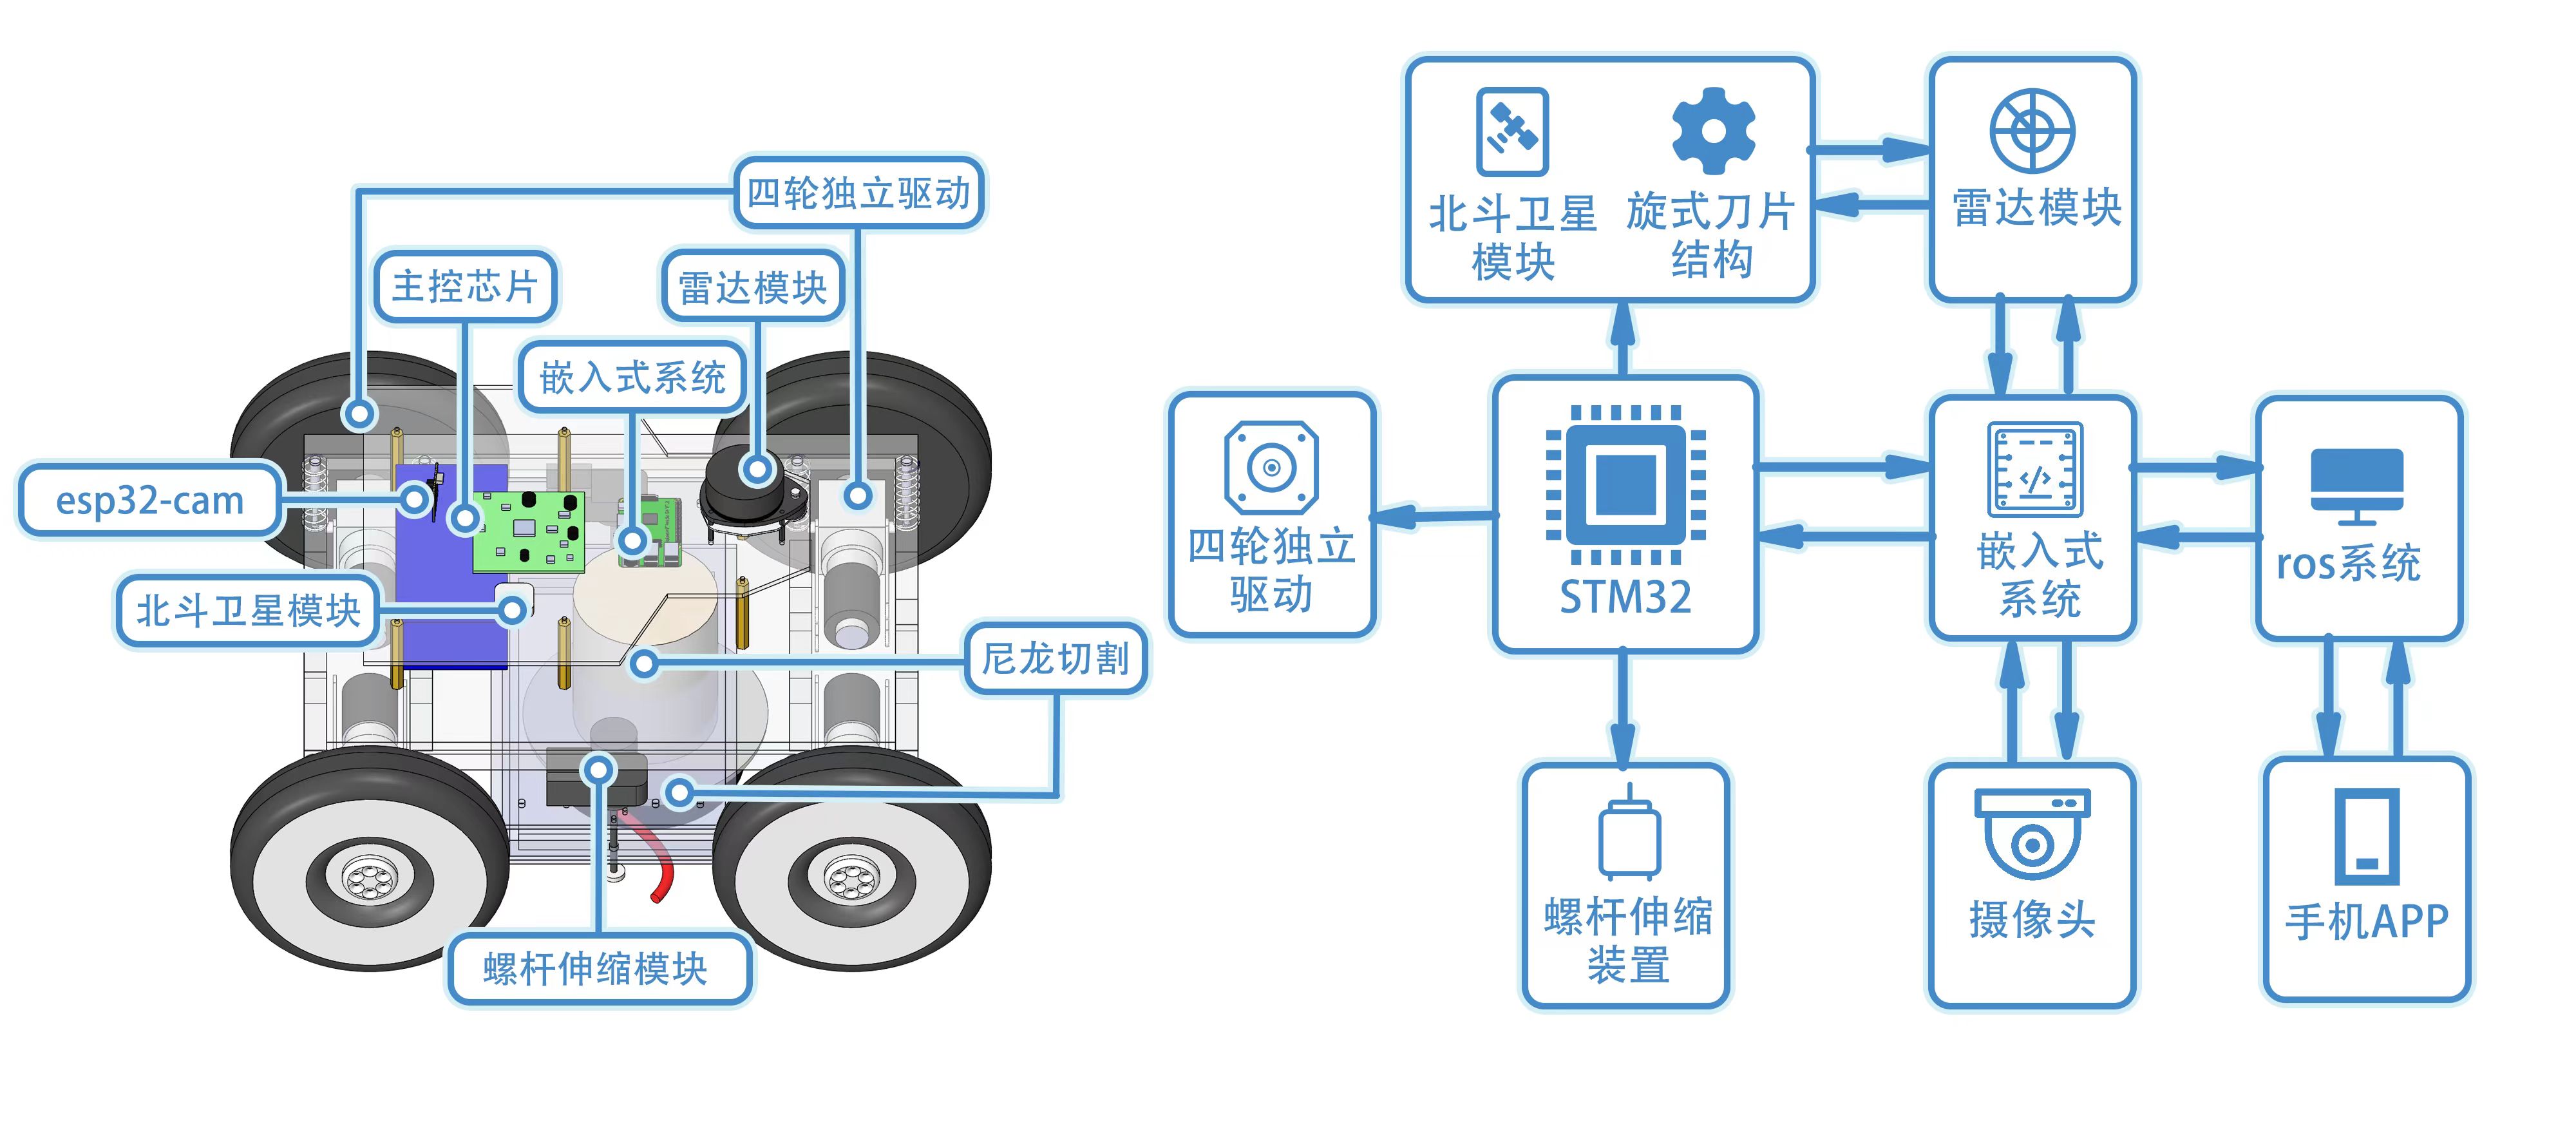 四轮独立驱动
主控芯片
雷达模块
嵌入式系统
esp32-cam
北斗卫星模块
尼龙切割
螺杆伸缩模块
北斗卫星
模块
旋式刀片
结构
雷达模块
四轮独立
驱动
STM32
嵌入式
系统
ros系统
螺杆伸缩
装置
摄像头
手机APP